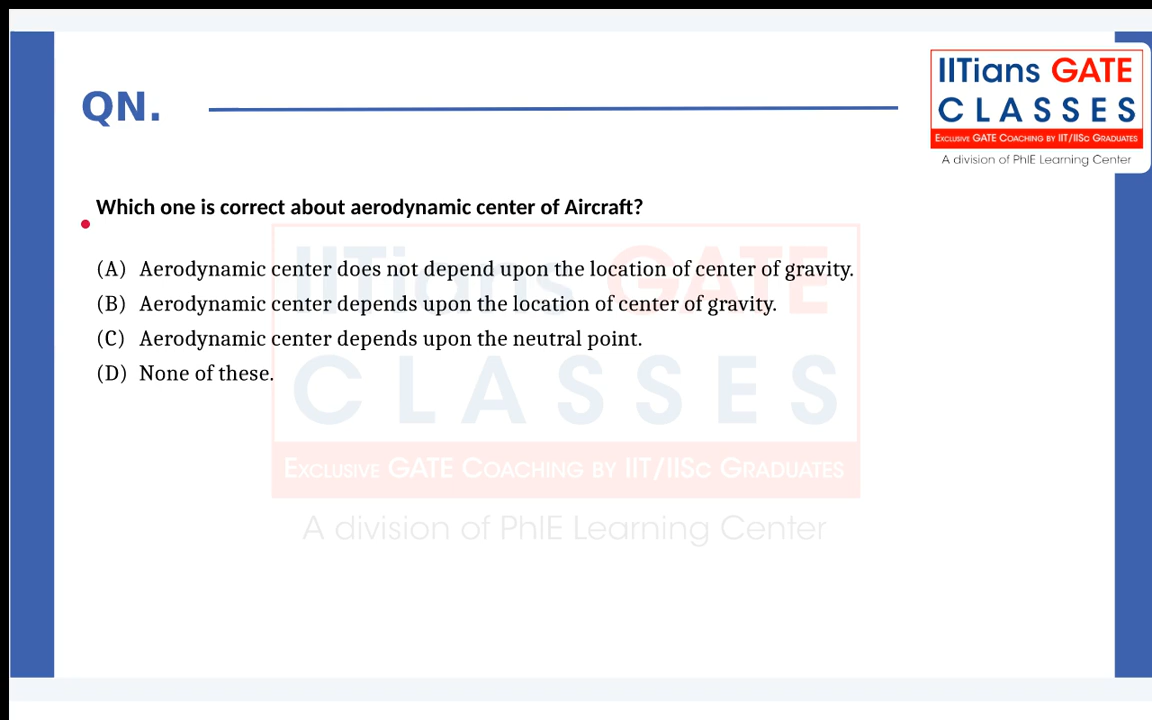 IITians GATE
CLASSES
EXCLUSIVE GATE COACHING BY IIT/IISC GRADUATES
A division of PhIE Learning Center
QN.
Which one is correct about aerodynamic center of Aircraft?
(A) Aerodynamic center does not depend upon the location of center of gravity.
(B) Aerodynamic center depends upon the location of center of gravity.
(C) Aerodynamic center depends upon the neutral point.
(D) None of these.
IITians GATE
CLASSES
EXCLUSIVE GATE COACHING BY IIT/IISc GRADUATES
A division of PhIE Learning Center